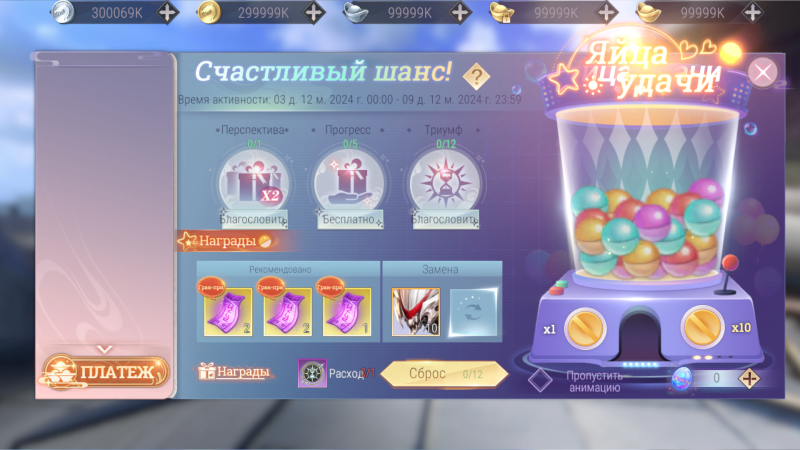 300069K
299999K
99999K
99999K
99999K
Счастливый шанс!
?
Время активности: 03 д. 12 м. 2024 г. 00:00 - 09 д. 12 м. 2024 г. 23:59
Яйца
удачи
Перспектива
Прогресс
Триумф
0/1
0/5
0/12
X2
Благословить
Бесплатно
Благословить
Награды
Рекомендовано
Замена
Гран-при
Гран-при
Гран-при
2
2
1
10
x1
x10
ПЛАТЕЖ
Награды
Расход
/1
Сброс
0/12
Пропустить
анимацию
0